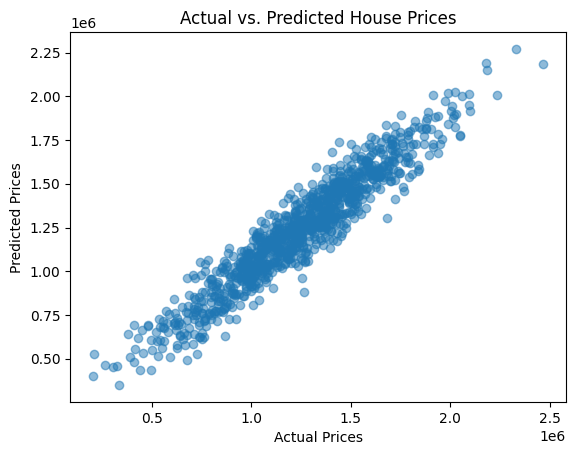 Actual vs. Predicted House Prices
1e6
2.25
2.00
1.75
1.50
1.25
1.00
0.75
0.50
Predicted Prices
0.5 1.0 1.5 2.0 2.5
1e6
Actual Prices